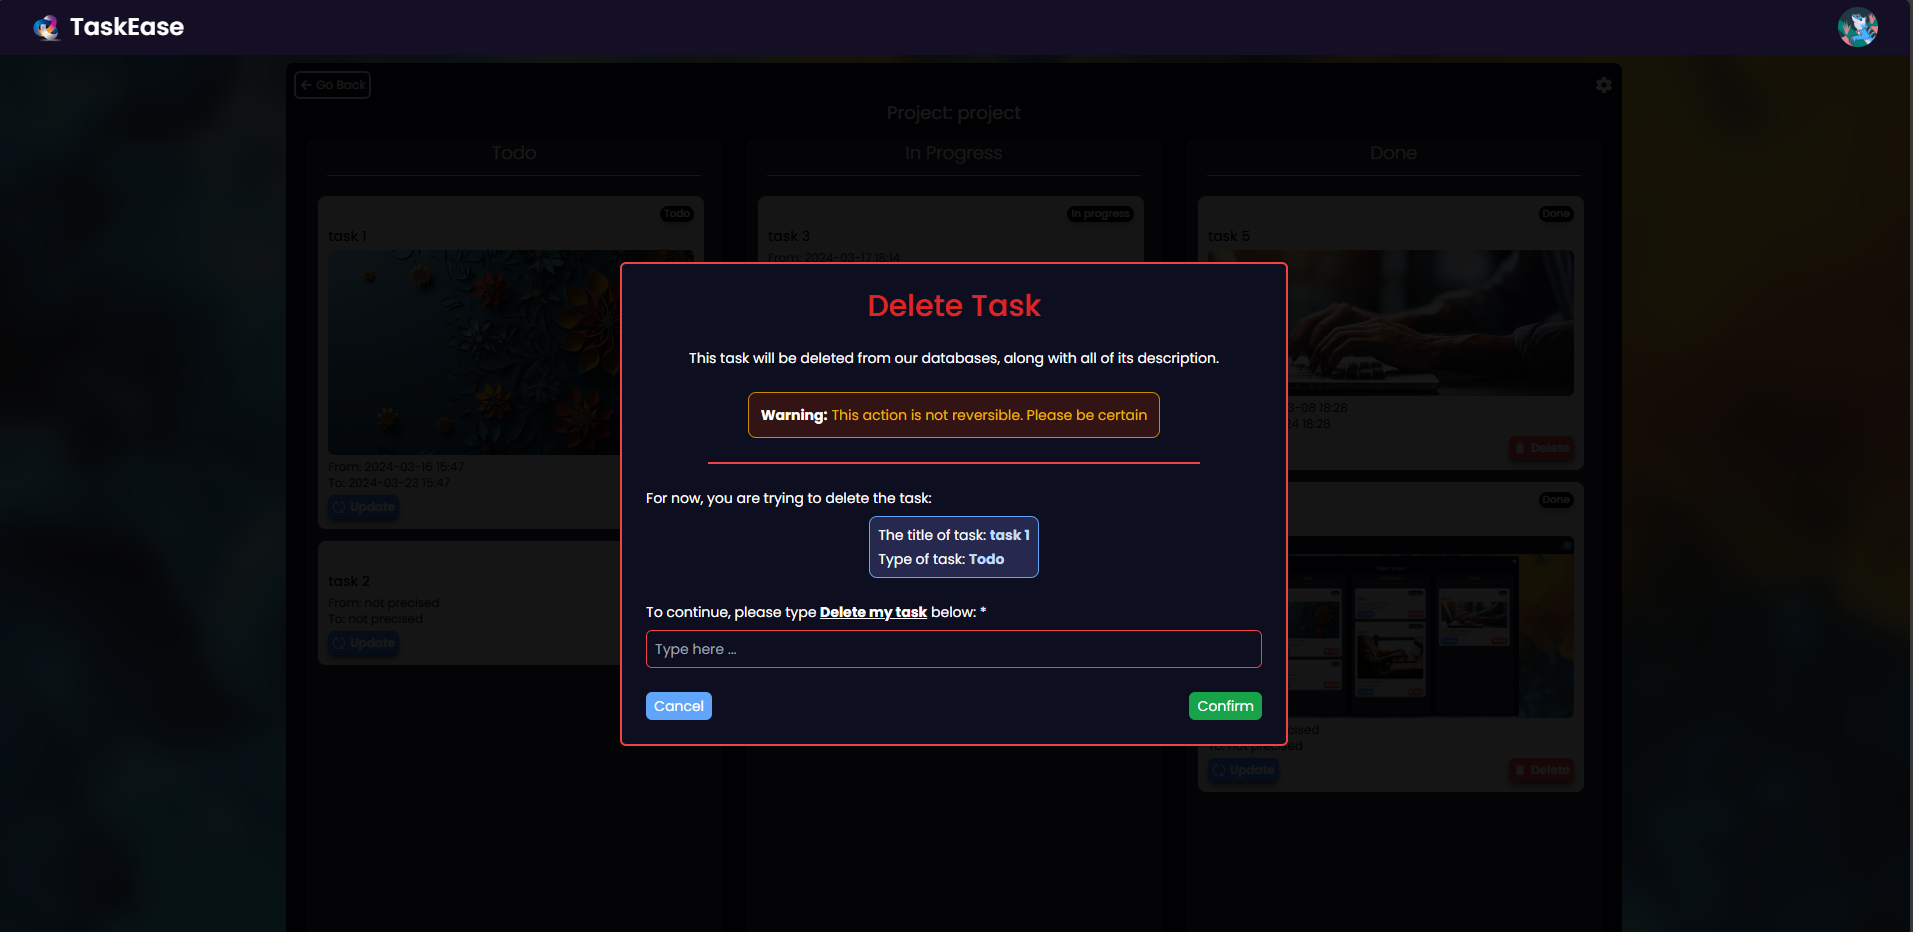 TaskEase
Go Back
Project: project
Todo
Todo
task 1
From: 2024-03-16 15:47
To: 2024-03-23 15:47
Update
task 2
From: not precised
To: not precised
Update
In Progress
In progress
task 3
From: 2024-03-17 18:14
Done
Done
task 5
3-08 18:28
24 18:28
Delete
Done
cised
To: not precised
Update
Delete
Delete Task
This task will be deleted from our databases, along with all of its description.
Warning: This action is not reversible. Please be certain
For now, you are trying to delete the task:
The title of task: task 1
Type of task: Todo
To continue, please type Delete my task below: *
Type here ...
Cancel
Confirm